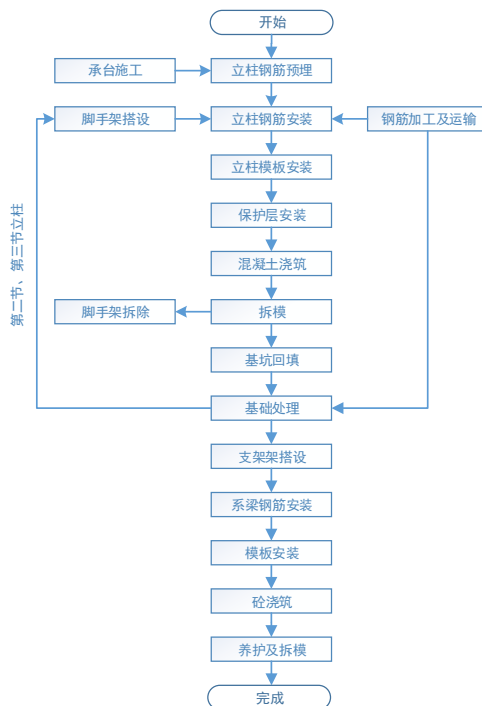 开始
承台施工
立柱钢筋预埋
脚手架搭设
立柱钢筋安装
钢筋加工及运输
立柱模板安装
保护层安装
第二节、第三节立柱
混凝土浇筑
脚手架拆除
拆模
基坑回填
基础处理
支架架搭设
系梁钢筋安装
模板安装
砼浇筑
养护及拆模
完成